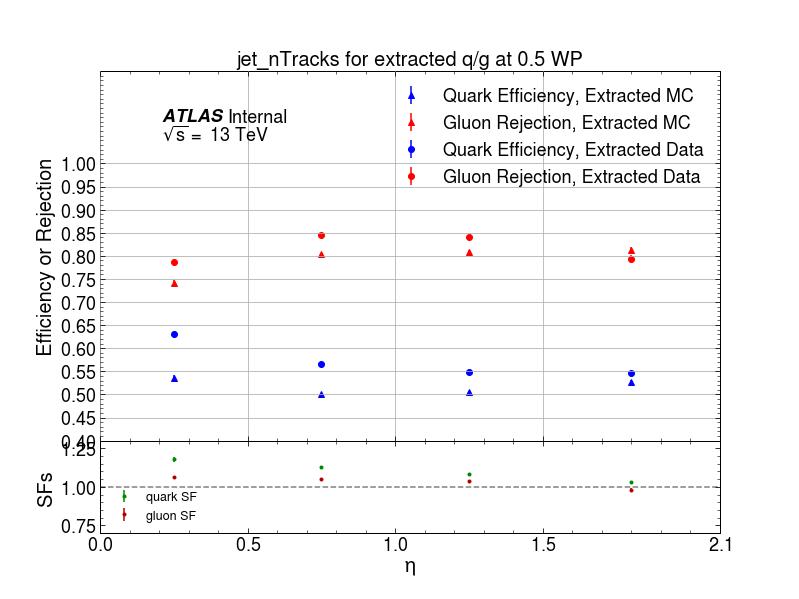 jet_nTracks for extracted q/g at 0.5 WP
ATLAS Internal
√s = 13 TeV
Quark Efficiency, Extracted MC
Gluon Rejection, Extracted MC
Quark Efficiency, Extracted Data
Gluon Rejection, Extracted Data
Efficiency or Rejection
1.00
0.95
0.90
0.85
0.80
0.75
0.70
0.65
0.60
0.55
0.50
0.45
0.40
SFs
1.25
1.00
0.75
quark SF
gluon SF
0.0 0.5 1.0 1.5 2.1
η